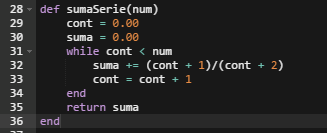 28 def sumaSerie(num)
29 cont = 0.00
30 suma = 0.00
31 while cont < num
32 suma += (cont + 1)/(cont + 2)
33 cont = cont + 1
34 end
35 return suma
36 end